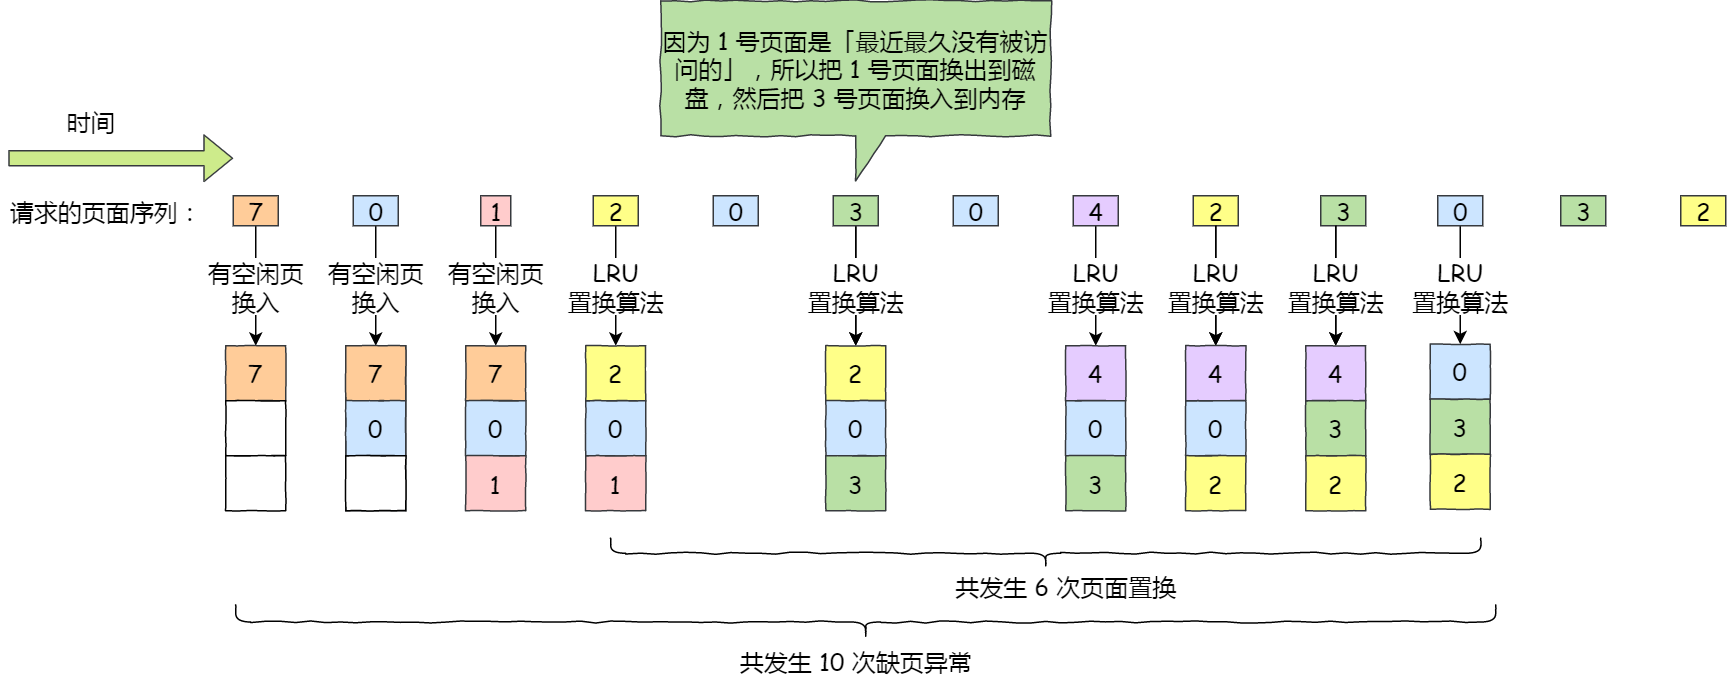 因为 1 号页面是「最近最久没有被访
问的」，所以把 1 号页面换出到磁
盘，然后把 3 号页面换入到内存
时间
请求的页面序列： 7 0 1 2 0 3 0 4 2 3 0 3 2
有空闲页 有空闲页 有空闲页 LRU LRU LRU LRU LRU LRU
换入 换入 换入 置换算法 置换算法 置换算法 置换算法 置换算法 置换算法
7 7 7 2 2 4 4 4 0
0 0 0 0 0 0 3 3
1 1 3 3 2 2 2
共发生 6 次页面置换
共发生 10 次缺页异常